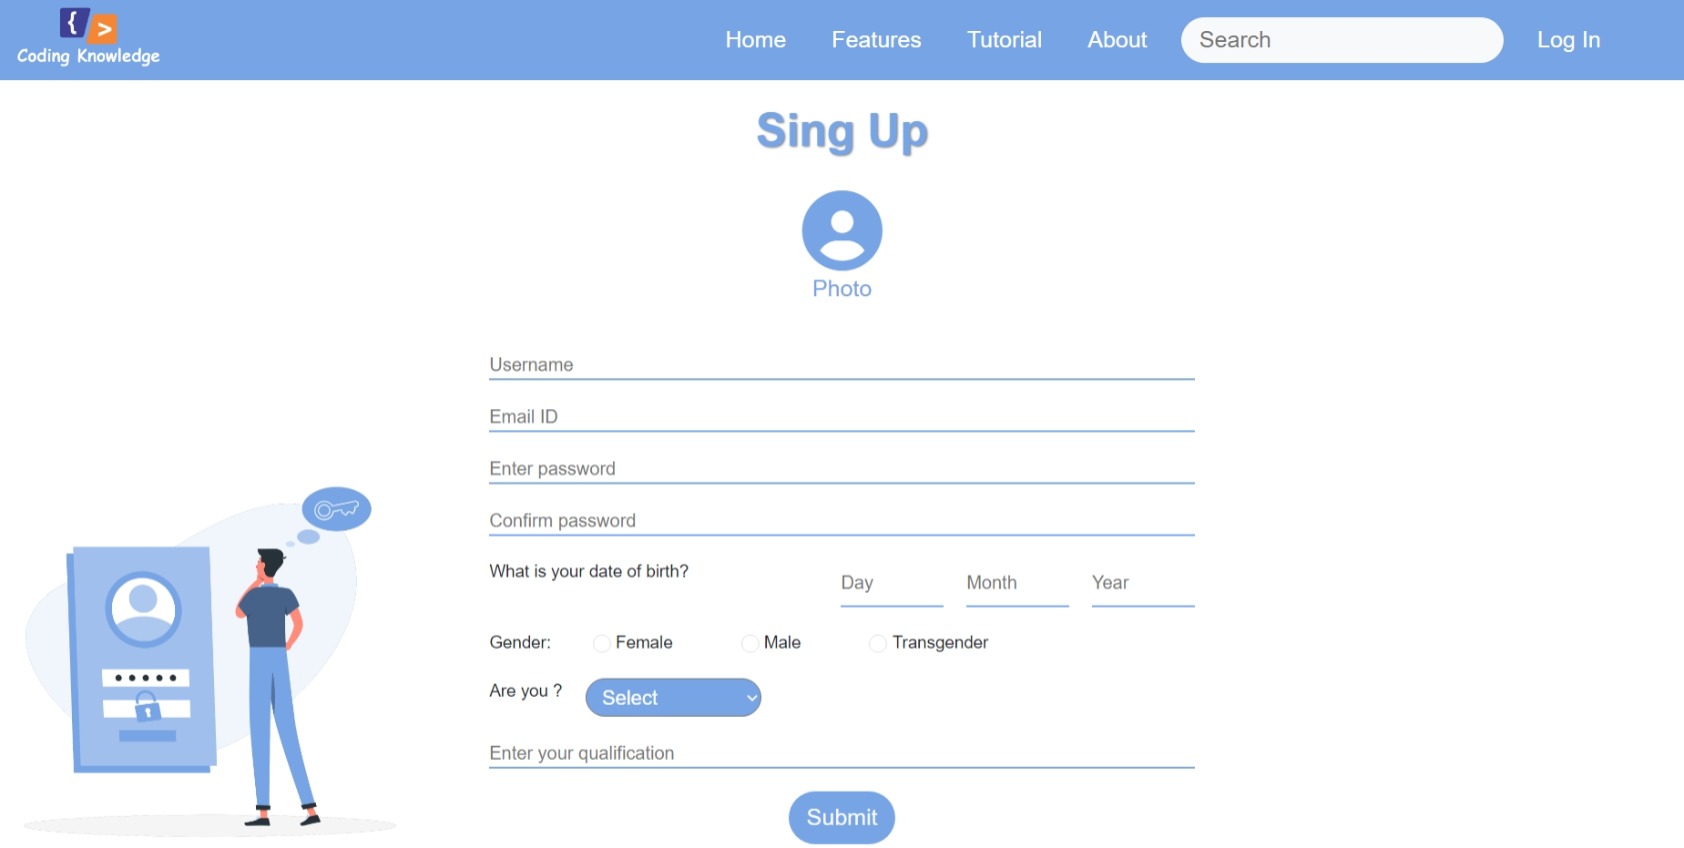 { >
Coding Knowledge
Home Features Tutorial About Search Log In
Sing Up
Photo
Username
Email ID
Enter password
Confirm password
What is your date of birth? Day Month Year
Gender: Female Male Transgender
Are you ? Select
Enter your qualification
Submit